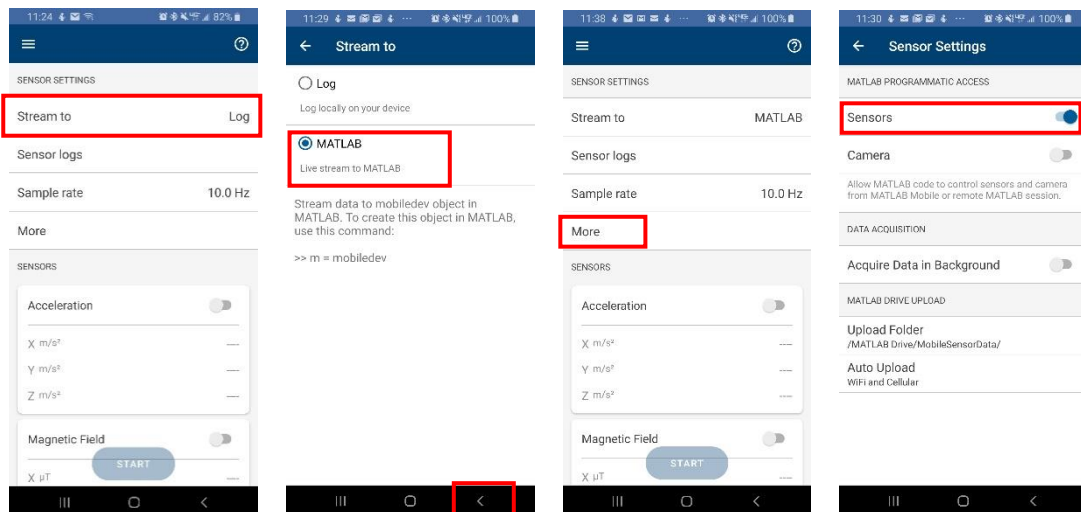 11:24 82%
SENSOR SETTINGS
Stream to Log
Sensor logs
Sample rate 10.0 Hz
More
SENSORS
Acceleration
X m/s² ---
Y m/s² ---
Z m/s² ---
Magnetic Field
START
X µT
11:29 100%
Stream to
Log
Log locally on your device
MATLAB
Live stream to MATLAB
Stream data to mobiledev object in
MATLAB. To create this object in MATLAB,
use this command:
>> m = mobiledev
11:38 100%
SENSOR SETTINGS
Stream to MATLAB
Sensor logs
Sample rate 10.0 Hz
More
SENSORS
Acceleration
X m/s² ---
Y m/s² ---
Z m/s² ---
Magnetic Field
START
X µT
11:30 100%
Sensor Settings
MATLAB PROGRAMMATIC ACCESS
Sensors
Camera
Allow MATLAB code to control sensors and camera
from MATLAB Mobile or remote MATLAB session.
DATA ACQUISITION
Acquire Data in Background
MATLAB DRIVE UPLOAD
Upload Folder
/MATLAB Drive/MobileSensorData/
Auto Upload
WiFi and Cellular